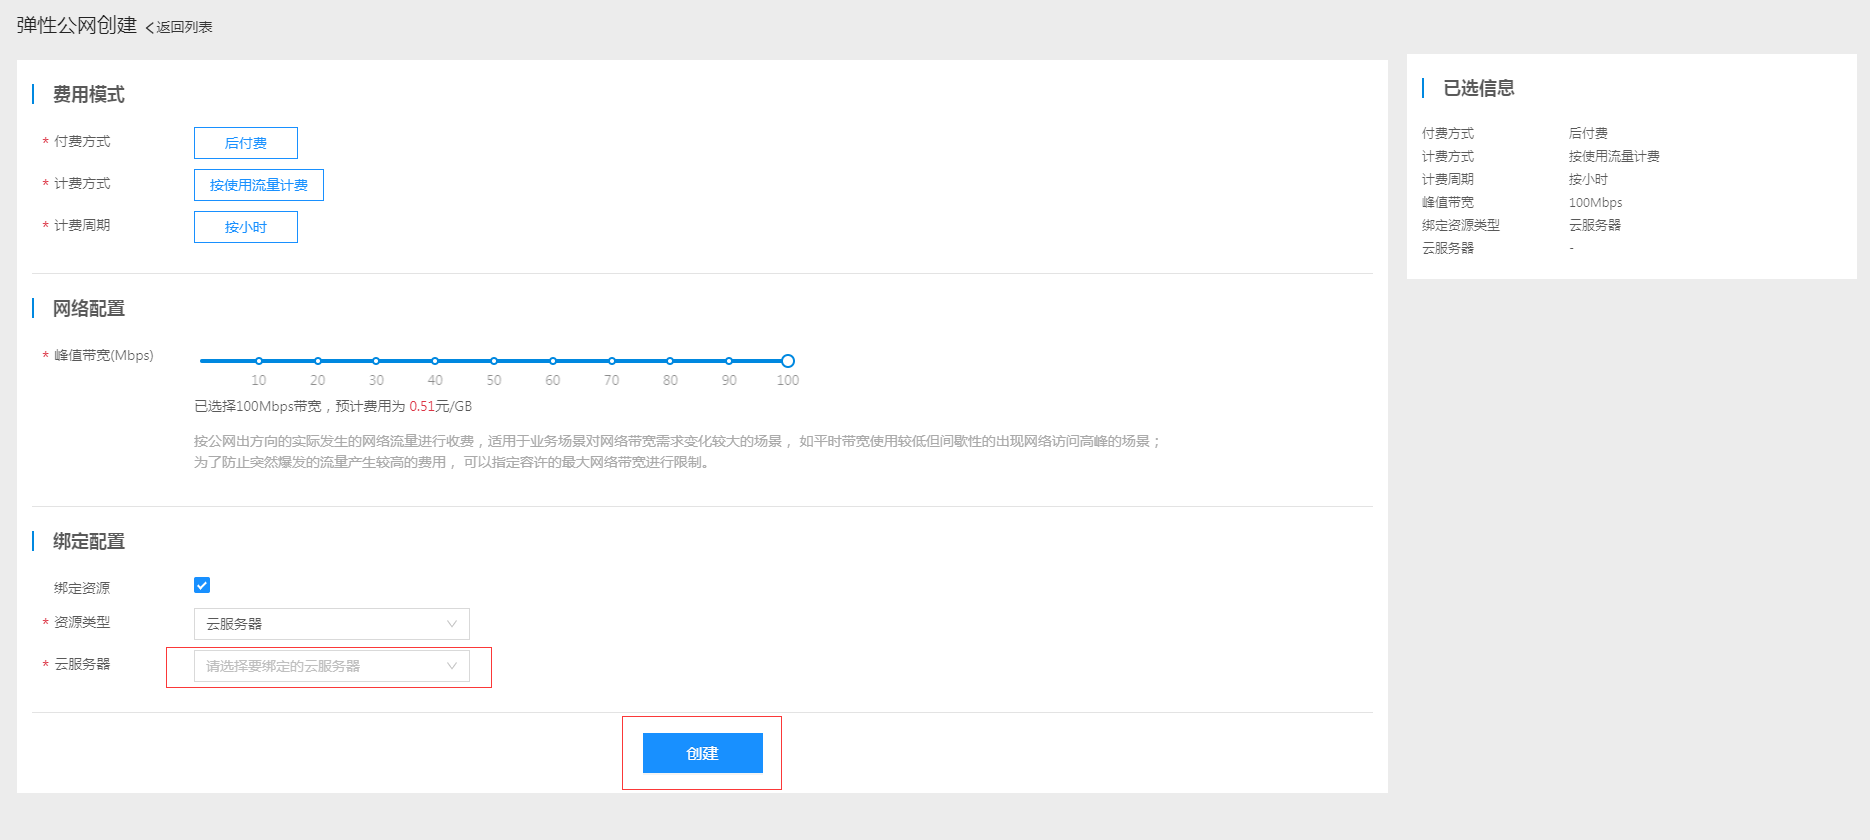 弹性公网创建 <返回列表
费用模式
* 付费方式 后付费
* 计费方式 按使用流量计费
* 计费周期 按小时
网络配置
* 峰值带宽(Mbps)
10 20 30 40 50 60 70 80 90 100
已选择100Mbps带宽，预计费用为 0.51元/GB
按公网出方向的实际发生的网络流量进行收费，适用于业务场景对网络带宽需求变化较大的场景， 如平时带宽使用较低但间歇性的出现网络访问高峰的场景；
为了防止突然爆发的流量产生较高的费用， 可以指定容许的最大网络带宽进行限制。
绑定配置
绑定资源
* 资源类型 云服务器
* 云服务器 请选择要绑定的云服务器
创建
已选信息
付费方式 后付费
计费方式 按使用流量计费
计费周期 按小时
峰值带宽 100Mbps
绑定资源类型 云服务器
云服务器 -